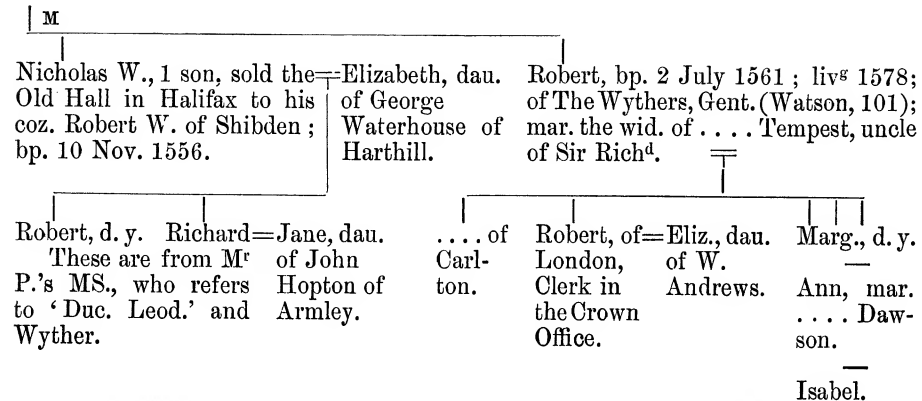 M
Nicholas W., 1 son, sold the
Old Hall in Halifax to his
coz. Robert W. of Shibden ;
bp. 10 Nov. 1556.
Elizabeth, dau.
of George
Waterhouse of
Harthill.
Robert, bp. 2 July 1561 ; livᵍ 1578;
of The Wythers, Gent. (Watson, 101);
mar. the wid. of . . . . Tempest, uncle
of Sir Richᵈ.
Robert, d. y.
These are from Mʳ
P.'s MS., who refers
to ‘Duc. Leod.’ and
Wyther.
Richard=Jane, dau.
of John
Hopton of
Armley.
. . . . of
Carl-
ton.
Robert, of=Eliz., dau.
London,
Clerk in
the Crown
Office.
of W.
Andrews.
Marg., d. y.
—
Ann, mar.
. . . . Daw-
son.
—
Isabel.